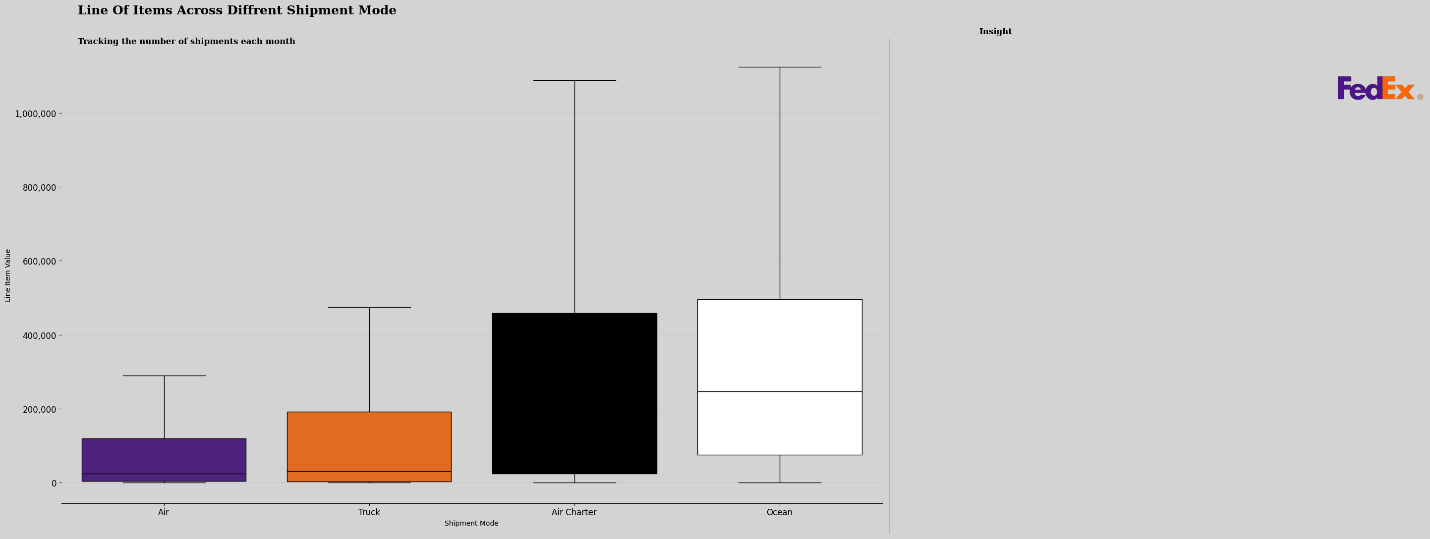 Line Of Items Across Diffrent Shipment Mode
Tracking the number of shipments each month
Insight
FedEx®
1,000,000
800,000
600,000
400,000
200,000
0
Line Item Value
Air Truck Air Charter Ocean
Shipment Mode